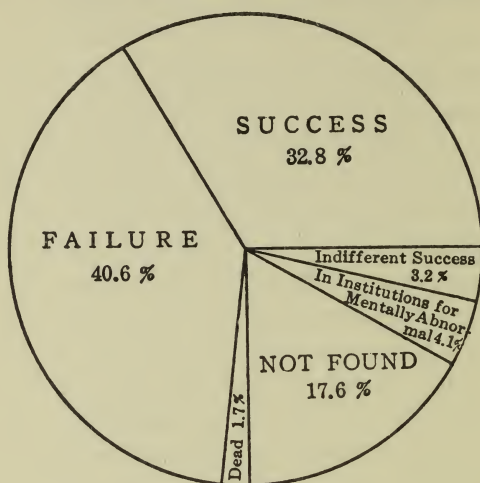 SUCCESS
32.8 %
FAILURE
40.6 %
Indifferent Success
3.2 %
In Institutions for
Mentally Abnor-
mal 4.1%
NOT FOUND
17.6 %
Dead 1.7%